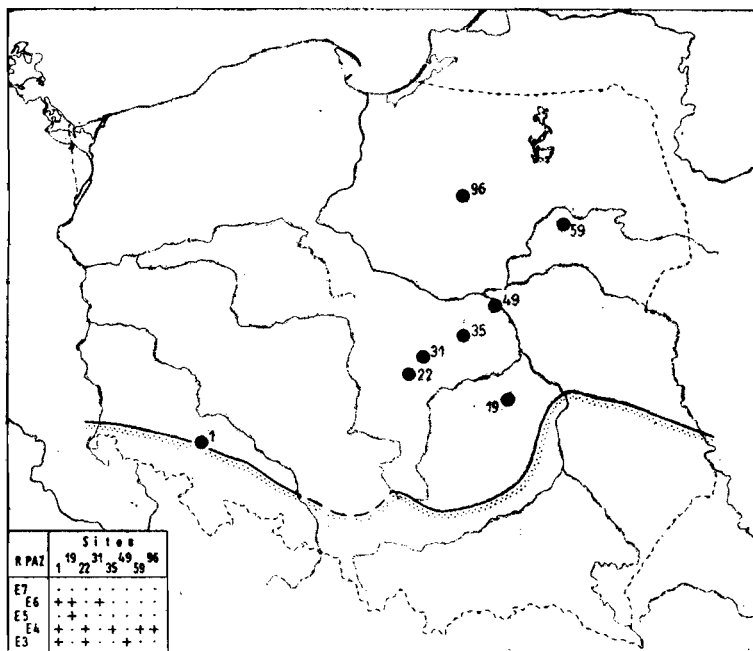 96
59
49
35
31
22
19
1
Sites
R PAZ 1 19 22 31 35 49 59 96
E7 · · · · · · · ·
E6 + + · + · · · ·
E5 · + · · · · · ·
E4 + · + · + · + +
E3 + · + · · + · ·